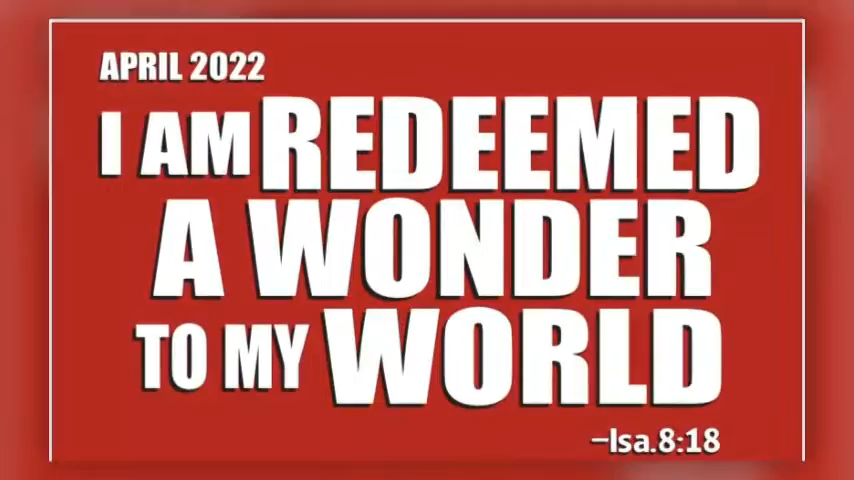 APRIL 2022
I AM REDEEMED
A WONDER
TO MY WORLD
–Isa.8:18